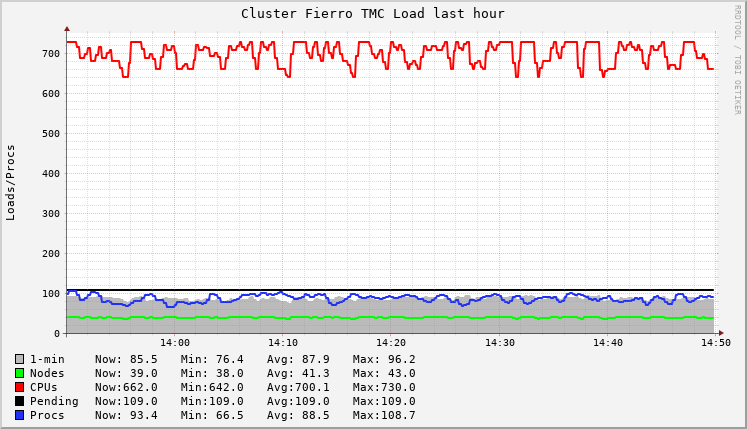 Cluster Fierro TMC Load last hour
RRDTOOL / TOBI OETIKER
Loads/Procs
700
600
500
400
300
200
100
0
14:00 14:10 14:20 14:30 14:40 14:50
1-min Now: 85.5 Min: 76.4 Avg: 87.9 Max: 96.2
Nodes Now: 39.0 Min: 38.0 Avg: 41.3 Max: 43.0
CPUs Now:662.0 Min:642.0 Avg:700.1 Max:730.0
Pending Now:109.0 Min:109.0 Avg:109.0 Max:109.0
Procs Now: 93.4 Min: 66.5 Avg: 88.5 Max:108.7